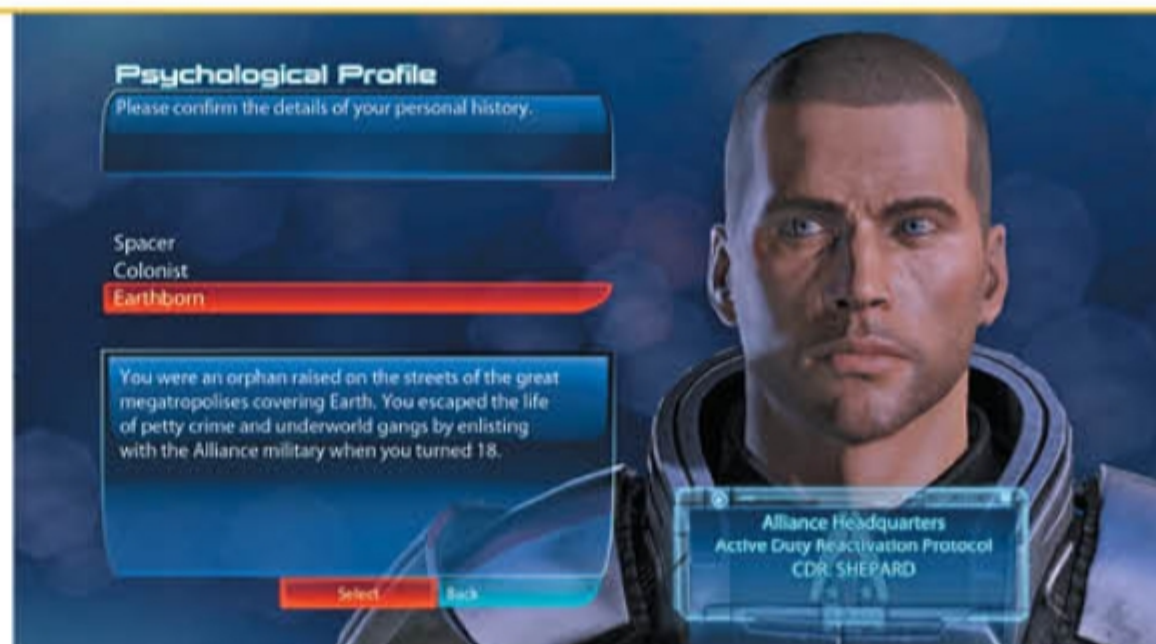 Psychological Profile
Please confirm the details of your personal history.
Spacer
Colonist
Earthborn
You were an orphan raised on the streets of the great
megatropolises covering Earth. You escaped the life
of petty crime and underworld gangs by enlisting
with the Alliance military when you turned 18.
Select
Back
Alliance Headquarters
Active Duty Reactivation Protocol
CDR. SHEPARD